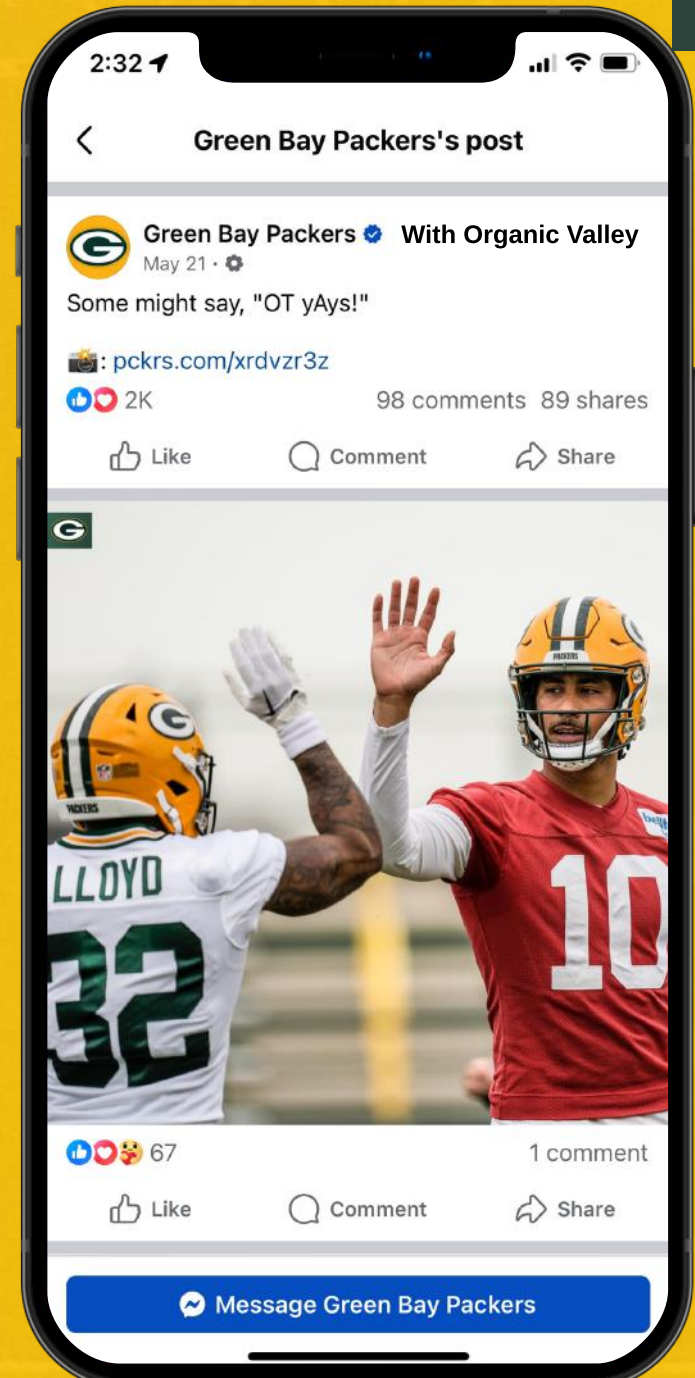 2:32
Green Bay Packers's post
Green Bay Packers With Organic Valley
May 21 ·
Some might say, "OT yAys!"
: pckrs.com/xrdvzr3z
2K 98 comments 89 shares
Like Comment Share
G
PACKERS
PACKERS
LLOYD
32
10
67 1 comment
Like Comment Share
Message Green Bay Packers